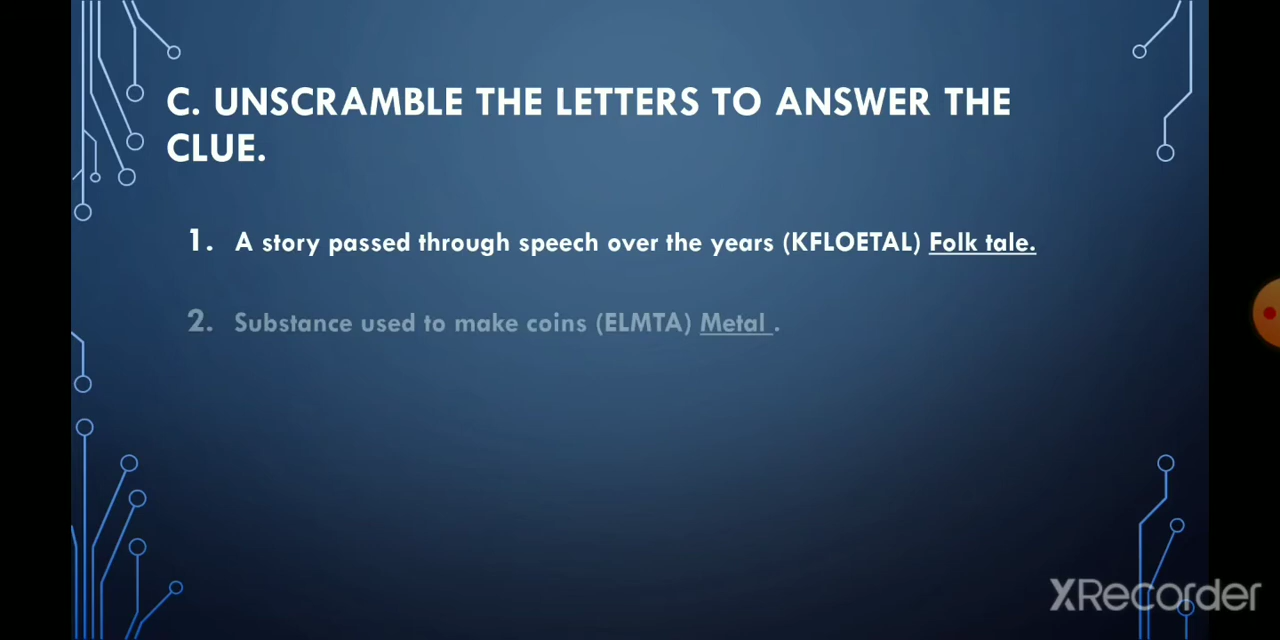 C. UNSCRAMBLE THE LETTERS TO ANSWER THE
CLUE.
1. A story passed through speech over the years (KFLOETAL) Folk tale.
2. Substance used to make coins (ELMTA) Metal .
XRecorder